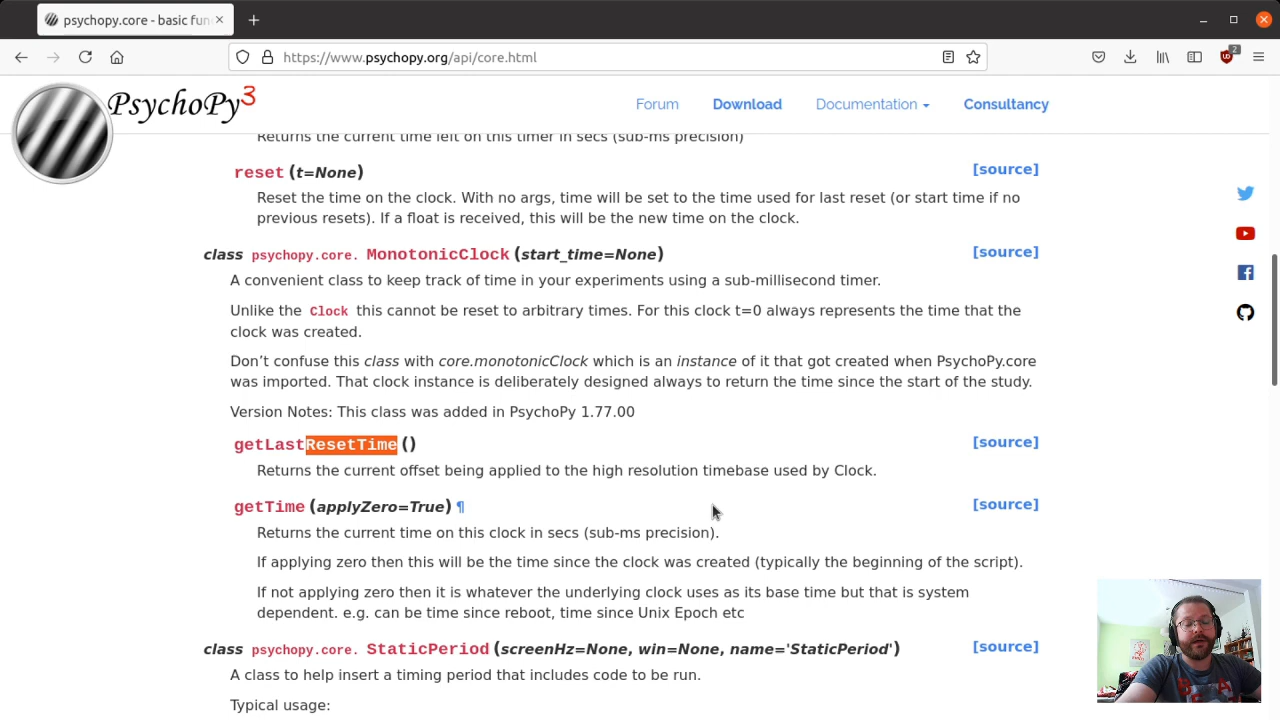 psychopy.core - basic fun
2
https://www.psychopy.org/api/core.html
PsychoPy3
Forum
Download
Documentation
Consultancy
Returns the current time left on this timer in secs (sub-ms precision)
reset (t=None)
[source]
Reset the time on the clock. With no args, time will be set to the time used for last reset (or start time if no
previous resets). If a float is received, this will be the new time on the clock.
class psychopy.core. MonotonicClock (start_time=None)
[source]
A convenient class to keep track of time in your experiments using a sub-millisecond timer.
Unlike the Clock this cannot be reset to arbitrary times. For this clock t=0 always represents the time that the
clock was created.
Don’t confuse this class with core.monotonicClock which is an instance of it that got created when PsychoPy.core
was imported. That clock instance is deliberately designed always to return the time since the start of the study.
Version Notes: This class was added in PsychoPy 1.77.00
getLastResetTime ()
[source]
Returns the current offset being applied to the high resolution timebase used by Clock.
getTime (applyZero=True) ¶
[source]
Returns the current time on this clock in secs (sub-ms precision).
If applying zero then this will be the time since the clock was created (typically the beginning of the script).
If not applying zero then it is whatever the underlying clock uses as its base time but that is system
dependent. e.g. can be time since reboot, time since Unix Epoch etc
class psychopy.core. StaticPeriod (screenHz=None, win=None, name='StaticPeriod')
[source]
A class to help insert a timing period that includes code to be run.
Typical usage: